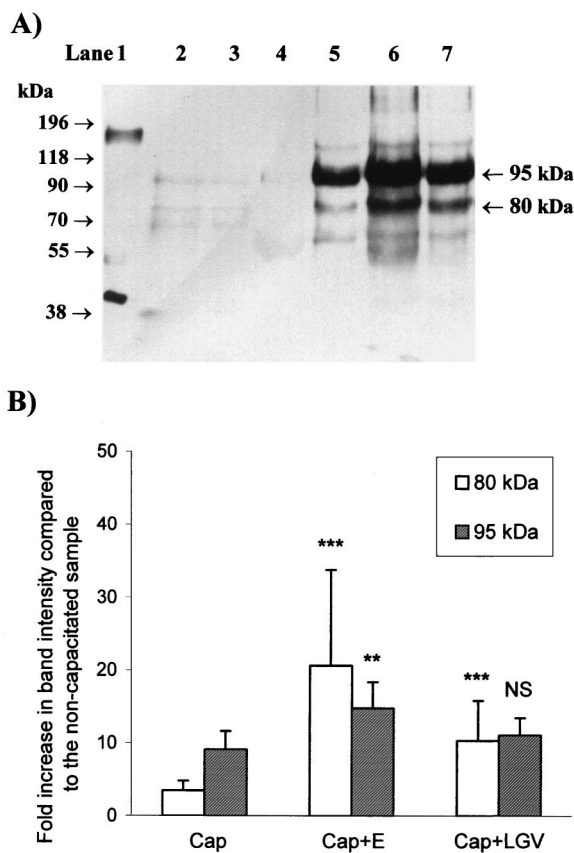 A)
Lane 1 2 3 4 5 6 7
kDa
196 →
118 →
90 →
← 95 kDa
70 →
← 80 kDa
55 →
38 →
B)
Fold increase in band intensity compared
to the non-capacitated sample
50
40
30
20
10
0
80 kDa
95 kDa
***
**
***
NS
Cap Cap+E Cap+LGV